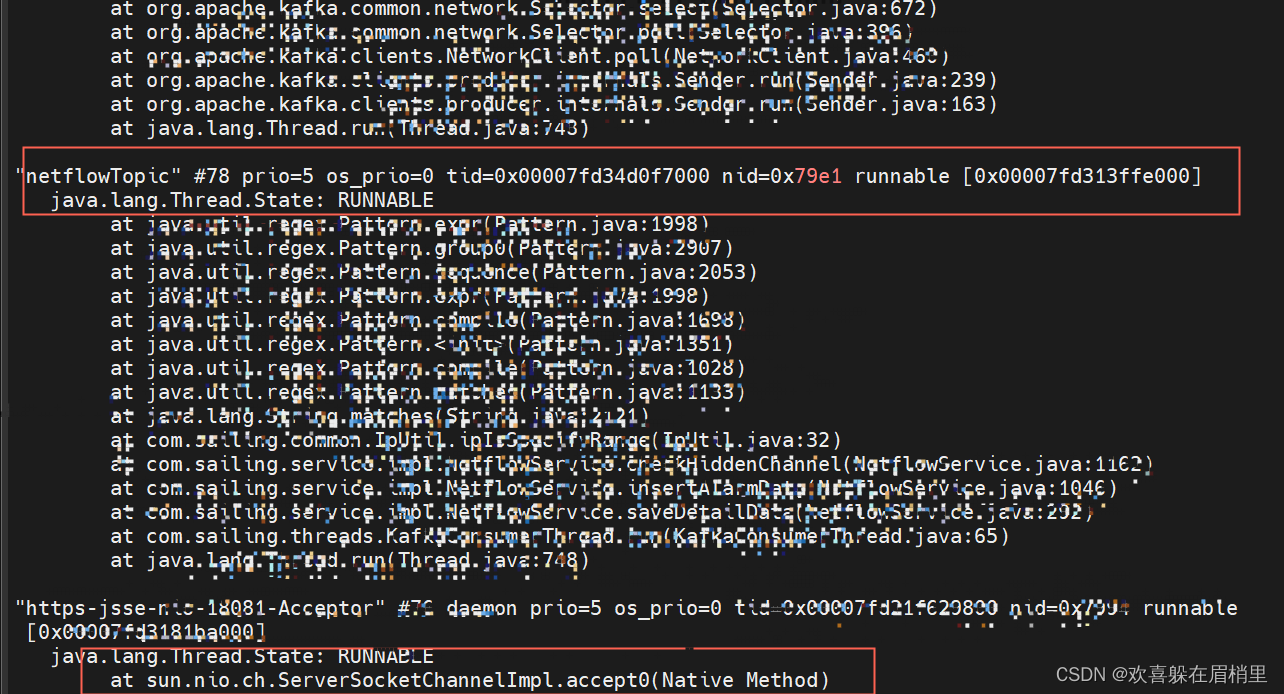 at org.apache.kafka.common.network.Selector.select(Selector.java:672)
at org.apache.kafka.common.network.Selector.poll(Selector.java:396)
at org.apache.kafka.clients.NetworkClient.poll(NetworkClient.java:460)
at org.apache.kafka.clients.producer.internals.Sender.run(Sender.java:239)
at org.apache.kafka.clients.producer.internals.Sender.run(Sender.java:163)
at java.lang.Thread.run(Thread.java:748)
"netflowTopic" #78 prio=5 os_prio=0 tid=0x00007fd34d0f7000 nid=0x79e1 runnable [0x00007fd313ffe000]
java.lang.Thread.State: RUNNABLE
at java.util.regex.Pattern.expr(Pattern.java:1998)
at java.util.regex.Pattern.group0(Pattern.java:2907)
at java.util.regex.Pattern.sequence(Pattern.java:2053)
at java.util.regex.Pattern.expr(Pattern.java:1998)
at java.util.regex.Pattern.compile(Pattern.java:1698)
at java.util.regex.Pattern.<init>(Pattern.java:1351)
at java.util.regex.Pattern.compile(Pattern.java:1028)
at java.util.regex.Pattern.matches(Pattern.java:1133)
at java.lang.String.matches(String.java:2121)
at com.sailing.common.IpUtil.ipIsSpecifyRange(IpUtil.java:32)
at com.sailing.service.impl.NetflowService.checkHiddenChannel(NetflowService.java:1162)
at com.sailing.service.impl.NetflowService.insertAlarmData(NetflowService.java:1046)
at com.sailing.service.impl.NetflowService.saveDetailData(NetflowService.java:292)
at com.sailing.threads.KafkaConsumerThread.run(KafkaConsumerThread.java:65)
at java.lang.Thread.run(Thread.java:748)
"https-jsse-nio-18081-Acceptor" daemon prio=5 os_prio=0 runnable
java.lang.Thread.State: RUNNABLE
at sun.nio.ch.ServerSocketChannelImpl.accept0(Native Method)
CSDN @欢喜躲在眉梢里